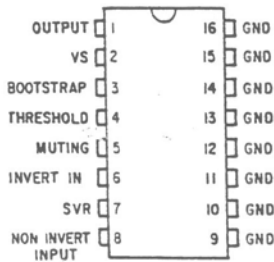 OUTPUT 1 16 GND
VS 2 15 GND
BOOTSTRAP 3 14 GND
THRESHOLD 4 13 GND
MUTING 5 12 GND
INVERT IN 6 11 GND
SVR 7 10 GND
NON INVERT INPUT 8 9 GND